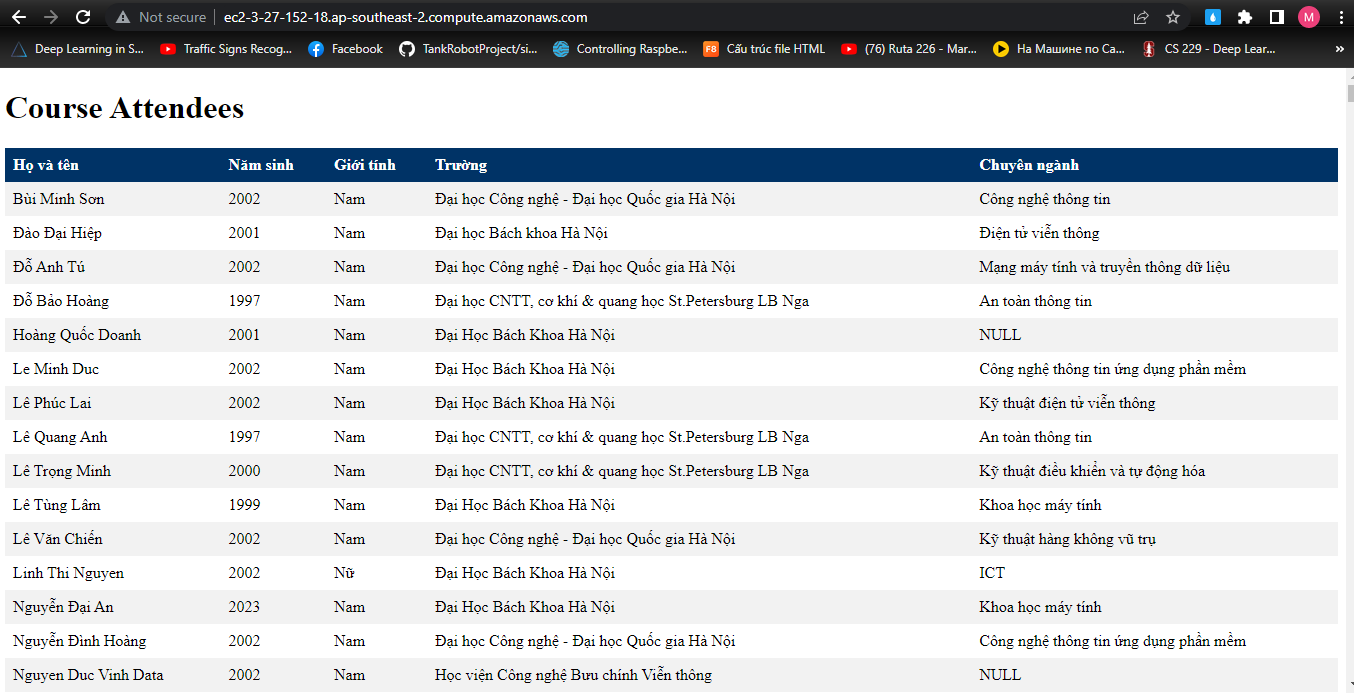 Not secure | ec2-3-27-152-18.ap-southeast-2.compute.amazonaws.com M
Deep Learning in S... Traffic Signs Recog... Facebook TankRobotProject/si... Controlling Raspbe... F8 Cấu trúc file HTML (76) Ruta 226 - Mar... На Машине по Са... CS 229 - Deep Lear... »
Course Attendees
Họ và tên Năm sinh Giới tính Trường Chuyên ngành
Bùi Minh Sơn 2002 Nam Đại học Công nghệ - Đại học Quốc gia Hà Nội Công nghệ thông tin
Đào Đại Hiệp 2001 Nam Đại học Bách khoa Hà Nội Điện tử viễn thông
Đỗ Anh Tú 2002 Nam Đại học Công nghệ - Đại học Quốc gia Hà Nội Mạng máy tính và truyền thông dữ liệu
Đỗ Bảo Hoàng 1997 Nam Đại học CNTT, cơ khí & quang học St.Petersburg LB Nga An toàn thông tin
Hoàng Quốc Doanh 2001 Nam Đại Học Bách Khoa Hà Nội NULL
Le Minh Duc 2002 Nam Đại Học Bách Khoa Hà Nội Công nghệ thông tin ứng dụng phần mềm
Lê Phúc Lai 2002 Nam Đại Học Bách Khoa Hà Nội Kỹ thuật điện tử viễn thông
Lê Quang Anh 1997 Nam Đại học CNTT, cơ khí & quang học St.Petersburg LB Nga An toàn thông tin
Lê Trọng Minh 2000 Nam Đại học CNTT, cơ khí & quang học St.Petersburg LB Nga Kỹ thuật điều khiển và tự động hóa
Lê Tùng Lâm 1999 Nam Đại Học Bách Khoa Hà Nội Khoa học máy tính
Lê Văn Chiến 2002 Nam Đại học Công nghệ - Đại học Quốc gia Hà Nội Kỹ thuật hàng không vũ trụ
Linh Thi Nguyen 2002 Nữ Đại Học Bách Khoa Hà Nội ICT
Nguyễn Đại An 2023 Nam Đại Học Bách Khoa Hà Nội Khoa học máy tính
Nguyễn Đình Hoàng 2002 Nam Đại học Công nghệ - Đại học Quốc gia Hà Nội Công nghệ thông tin ứng dụng phần mềm
Nguyen Duc Vinh Data 2002 Nam Học viện Công nghệ Bưu chính Viễn thông NULL